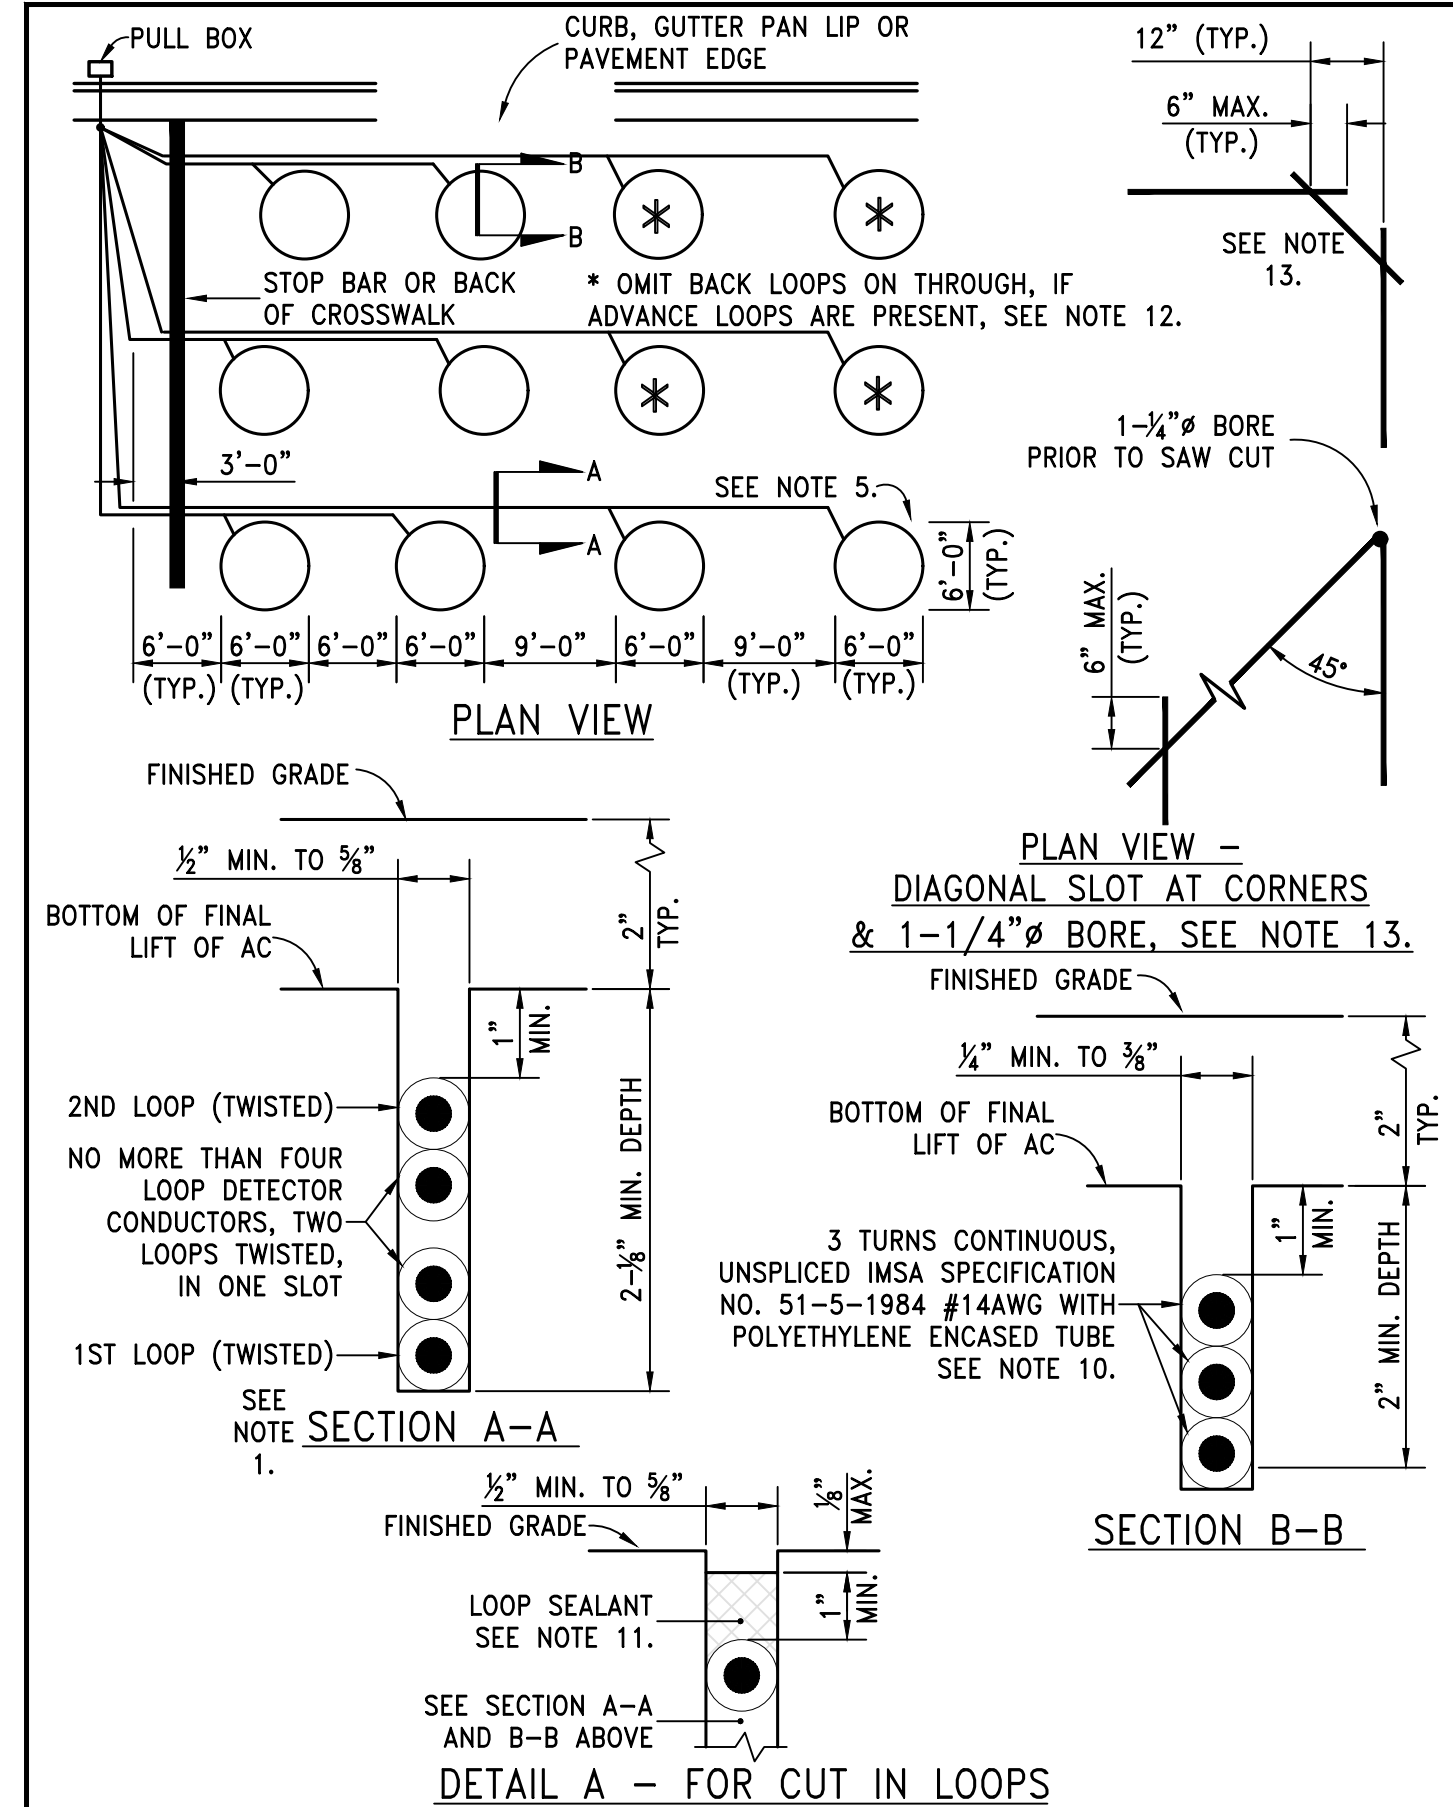 PULL BOX
CURB, GUTTER PAN LIP OR
PAVEMENT EDGE
12" (TYP.)
6" MAX.
(TYP.)
B
B
SEE NOTE
13.
STOP BAR OR BACK
OF CROSSWALK
* OMIT BACK LOOPS ON THROUGH, IF
ADVANCE LOOPS ARE PRESENT, SEE NOTE 12.
*
*
*
*
3'-0"
A
A
SEE NOTE 5.
6'-0"
(TYP.)
1-¼"ø BORE
PRIOR TO SAW CUT
6" MAX.
(TYP.)
45°
6'-0" 6'-0" 6'-0" 6'-0" 9'-0" 6'-0" 9'-0" 6'-0"
(TYP.) (TYP.) (TYP.) (TYP.)
PLAN VIEW
PLAN VIEW -
DIAGONAL SLOT AT CORNERS
& 1-1/4"ø BORE, SEE NOTE 13.
FINISHED GRADE
½" MIN. TO ⅝"
BOTTOM OF FINAL
LIFT OF AC
2"
TYP.
1"
MIN.
2-⅛" MIN. DEPTH
2ND LOOP (TWISTED)
NO MORE THAN FOUR
LOOP DETECTOR
CONDUCTORS, TWO
LOOPS TWISTED,
IN ONE SLOT
1ST LOOP (TWISTED)
SEE
NOTE
1.
SECTION A-A
FINISHED GRADE
¼" MIN. TO ⅜"
BOTTOM OF FINAL
LIFT OF AC
2"
TYP.
1"
MIN.
2" MIN. DEPTH
3 TURNS CONTINUOUS,
UNSPLICED IMSA SPECIFICATION
NO. 51-5-1984 #14AWG WITH
POLYETHYLENE ENCASED TUBE
SEE NOTE 10.
SECTION B-B
½" MIN. TO ⅝"
FINISHED GRADE
⅛"
MAX.
1"
MIN.
LOOP SEALANT
SEE NOTE 11.
SEE SECTION A-A
AND B-B ABOVE
DETAIL A - FOR CUT IN LOOPS